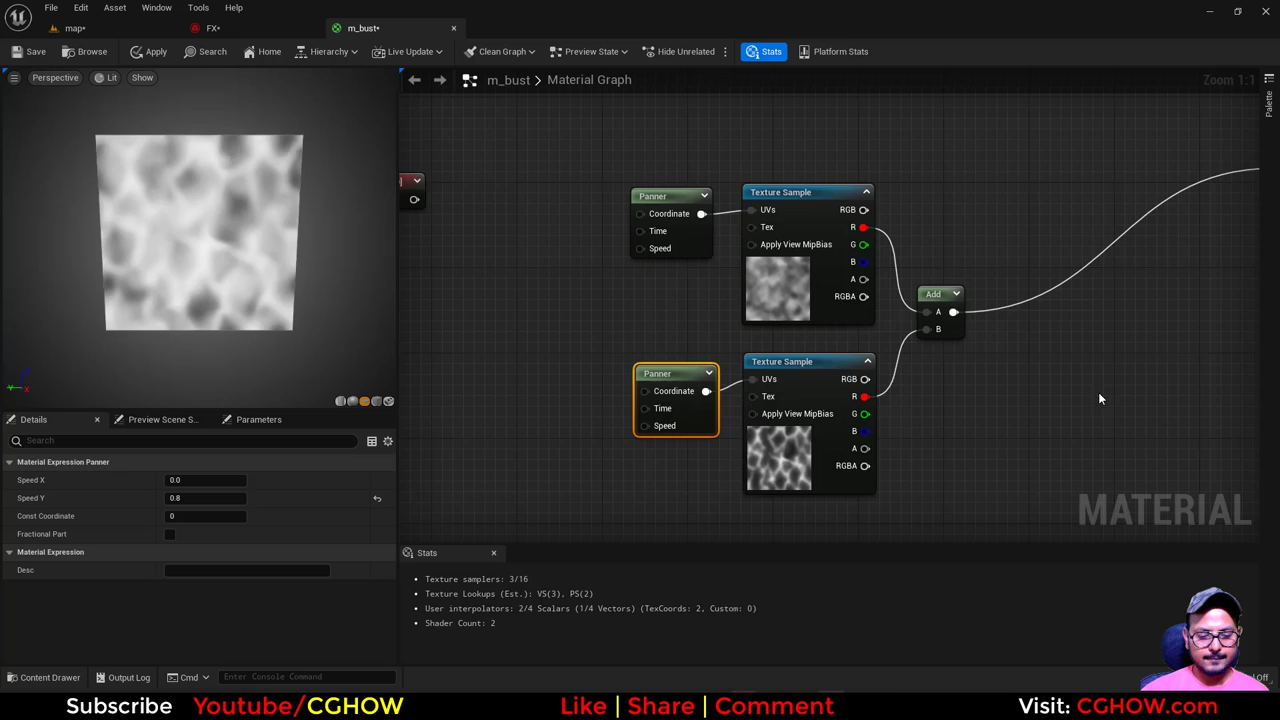 File Edit Asset Window Tools Help
map• FX• m_bust•
Save Browse Apply Search Home Hierarchy Live Update Clean Graph Preview State Hide Unrelated Stats Platform Stats
Perspective Lit Show
m_bust > Material Graph Zoom 1:1
Palette
Panner
Coordinate
Time
Speed
Texture Sample
UVs RGB
Tex R
Apply View MipBias G
B
A
RGBA
Add
A
B
Panner
Coordinate
Time
Speed
Texture Sample
UVs RGB
Tex R
Apply View MipBias G
B
A
RGBA
MATERIAL
Details Preview Scene S... Parameters
Search
Material Expression Panner
Speed X 0.0
Speed Y 0.8
Const Coordinate 0
Fractional Part
Material Expression
Desc
Stats
Texture samplers: 3/16
Texture Lookups (Est.): VS(3), PS(2)
User interpolators: 2/4 Scalars (1/4 Vectors) (TexCoords: 2, Custom: 0)
Shader Count: 2
Content Drawer Output Log Cmd Enter Console Command
Subscribe Youtube/CGHOW Like | Share | Comment Visit: CGHOW.com